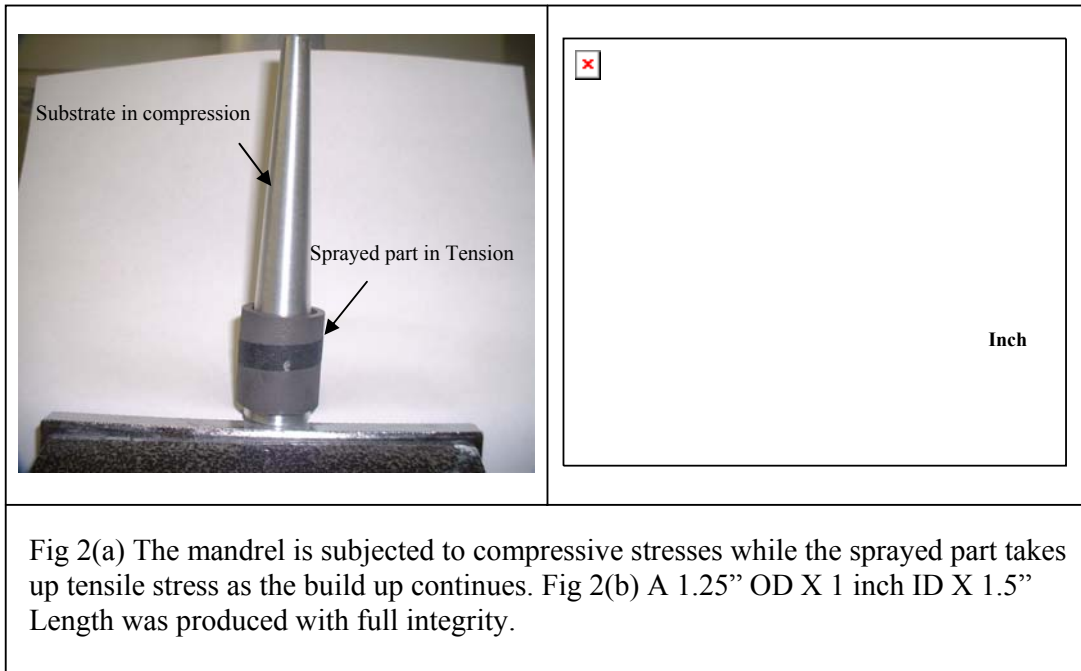 Substrate in compression
Sprayed part in Tension
Inch
Fig 2(a) The mandrel is subjected to compressive stresses while the sprayed part takes
up tensile stress as the build up continues. Fig 2(b) A 1.25” OD X 1 inch ID X 1.5”
Length was produced with full integrity.